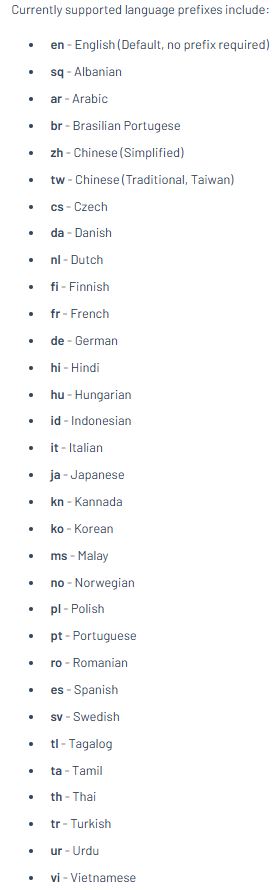 Currently supported language prefixes include:
• en - English (Default, no prefix required)
• sq - Albanian
• ar - Arabic
• br - Brasilian Portugese
• zh - Chinese (Simplified)
• tw - Chinese (Traditional, Taiwan)
• cs - Czech
• da - Danish
• nl - Dutch
• fi - Finnish
• fr - French
• de - German
• hi - Hindi
• hu - Hungarian
• id - Indonesian
• it - Italian
• ja - Japanese
• kn - Kannada
• ko - Korean
• ms - Malay
• no - Norwegian
• pl - Polish
• pt - Portuguese
• ro - Romanian
• es - Spanish
• sv - Swedish
• tl - Tagalog
• ta - Tamil
• th - Thai
• tr - Turkish
• ur - Urdu
• vi - Vietnamese